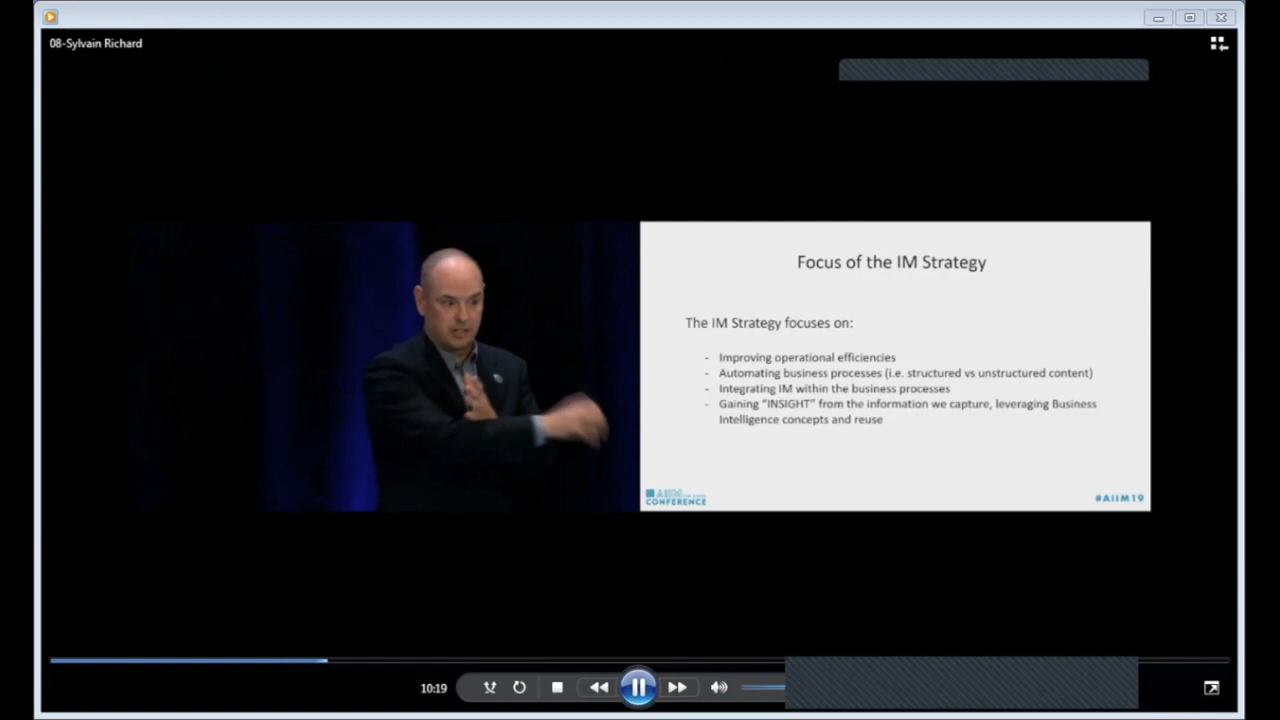 08-Sylvain Richard
Focus of the IM Strategy
The IM Strategy focuses on:
- Improving operational efficiencies
- Automating business processes (i.e. structured vs unstructured content)
- Integrating IM within the business processes
- Gaining “INSIGHT” from the information we capture, leveraging Business
Intelligence concepts and reuse
AIIM
CONFERENCE
#AIIM19
10:19